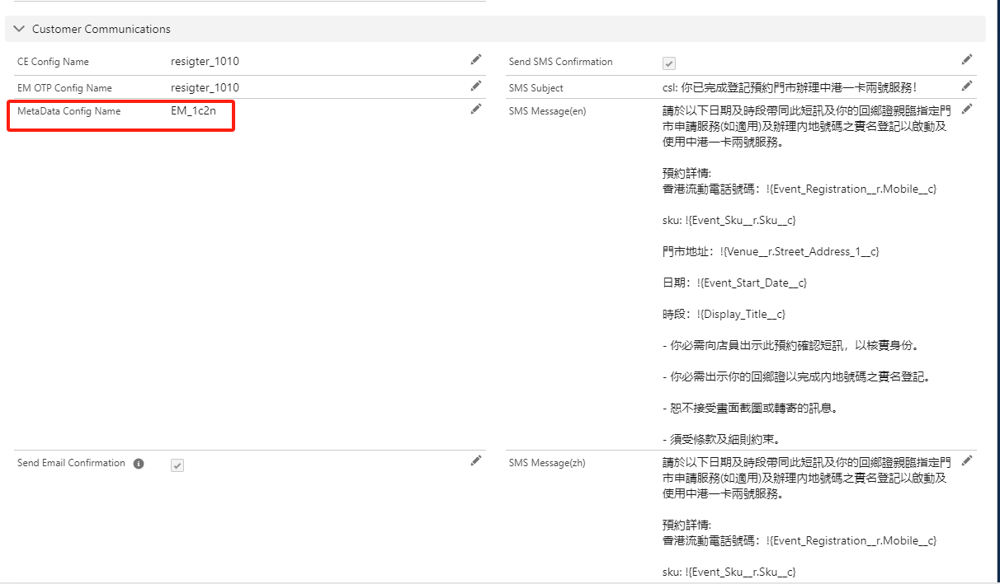 Customer Communications
CE Config Name
resigter_1010
Send SMS Confirmation
EM OTP Config Name
resigter_1010
SMS Subject
csl: 你已完成登記預約門市辦理中港一卡兩號服務！
MetaData Config Name
EM_1c2n
SMS Message(en)
請於以下日期及時段帶同此短訊及你的回鄉證親臨指定門
市申請服務(如適用)及辦理內地號碼之實名登記以啟動及
使用中港一卡兩號服務。
預約詳情:
香港流動電話號碼：!{Event_Registration__r.Mobile__c}
sku: !{Event_Sku__r.Sku__c}
門市地址：!{Venue__r.Street_Address_1__c}
日期：!{Event_Start_Date__c}
時段：!{Display_Title__c}
- 你必需向店員出示此預約確認短訊，以核實身份。
- 你必需出示你的回鄉證以完成內地號碼之實名登記。
- 恕不接受畫面截圖或轉寄的訊息。
- 須受條款及細則約束。
Send Email Confirmation
SMS Message(zh)
請於以下日期及時段帶同此短訊及你的回鄉證親臨指定門
市申請服務(如適用)及辦理內地號碼之實名登記以啟動及
使用中港一卡兩號服務。
預約詳情:
香港流動電話號碼：!{Event_Registration__r.Mobile__c}
sku: !{Event_Sku__r.Sku__c}